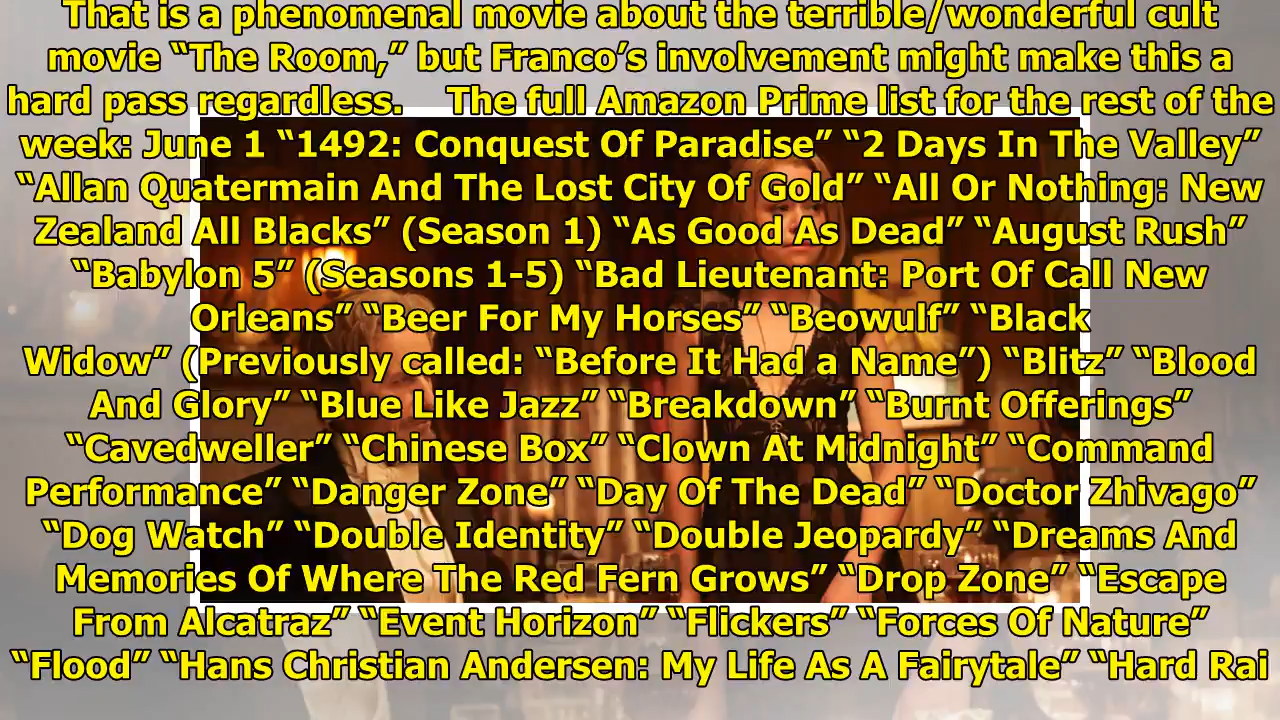 That is a phenomenal movie about the terrible/wonderful cult
movie “The Room,” but Franco’s involvement might make this a
hard pass regardless. The full Amazon Prime list for the rest of the
week: June 1 “1492: Conquest Of Paradise” “2 Days In The Valley”
“Allan Quatermain And The Lost City Of Gold” “All Or Nothing: New
Zealand All Blacks” (Season 1) “As Good As Dead” “August Rush”
“Babylon 5” (Seasons 1-5) “Bad Lieutenant: Port Of Call New
Orleans” “Beer For My Horses” “Beowulf” “Black
Widow” (Previously called: “Before It Had a Name”) “Blitz” “Blood
And Glory” “Blue Like Jazz” “Breakdown” “Burnt Offerings”
“Cavedweller” “Chinese Box” “Clown At Midnight” “Command
Performance” “Danger Zone” “Day Of The Dead” “Doctor Zhivago”
“Dog Watch” “Double Identity” “Double Jeopardy” “Dreams And
Memories Of Where The Red Fern Grows” “Drop Zone” “Escape
From Alcatraz” “Event Horizon” “Flickers” “Forces Of Nature”
“Flood” “Hans Christian Andersen: My Life As A Fairytale” “Hard Rai